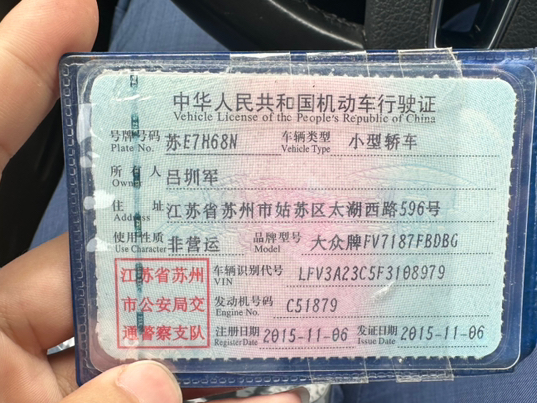 中华人民共和国机动车行驶证
Vehicle License of the People's Republic of China
号牌号码 苏E7H68N 车辆类型 小型轿车
Plate No. Vehicle Type
所有人 吕圳军
Owner
住址 江苏省苏州市姑苏区太湖西路596号
Address
使用性质 非营运 品牌型号 大众牌FV7187FBDBG
Use Character Model
江苏省苏州 车辆识别代号 LFV3A23C5F3108979
VIN
市公安局交 发动机号码 C51879
Engine No.
通警察支队 注册日期 2015-11-06 发证日期 2015-11-06
Register Date Issue Date